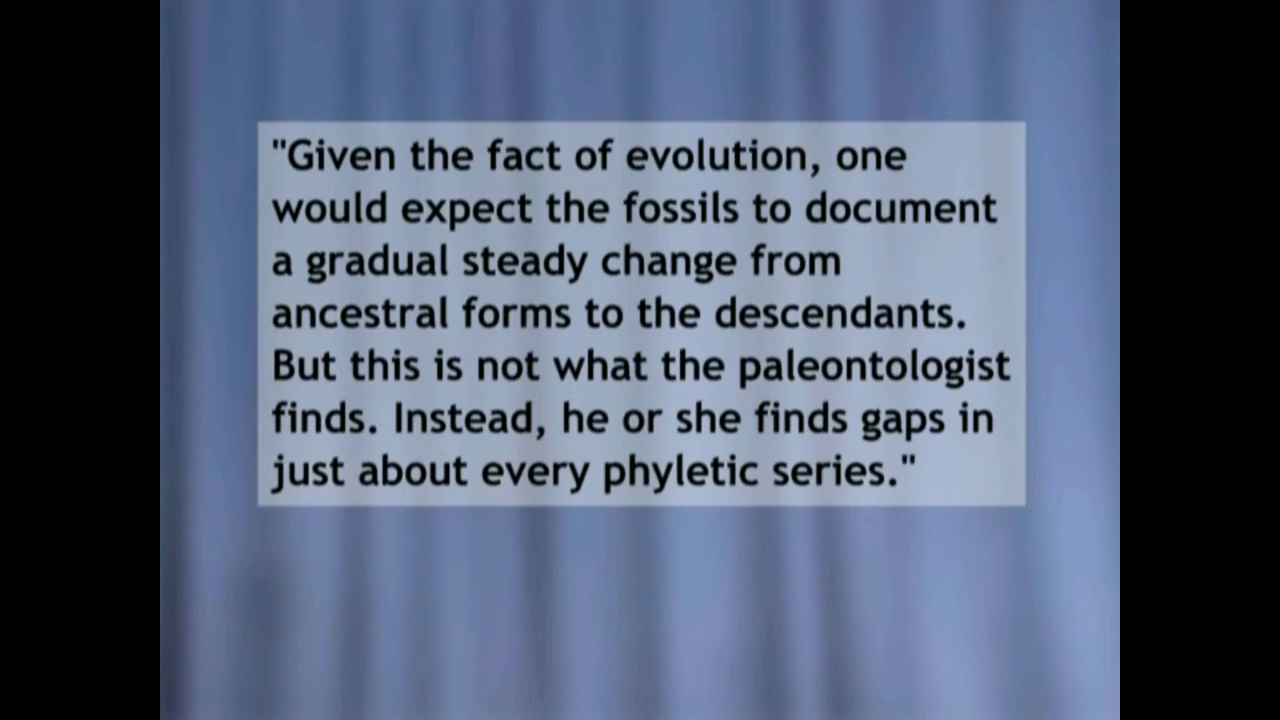 "Given the fact of evolution, one
would expect the fossils to document
a gradual steady change from
ancestral forms to the descendants.
But this is not what the paleontologist
finds. Instead, he or she finds gaps in
just about every phyletic series."